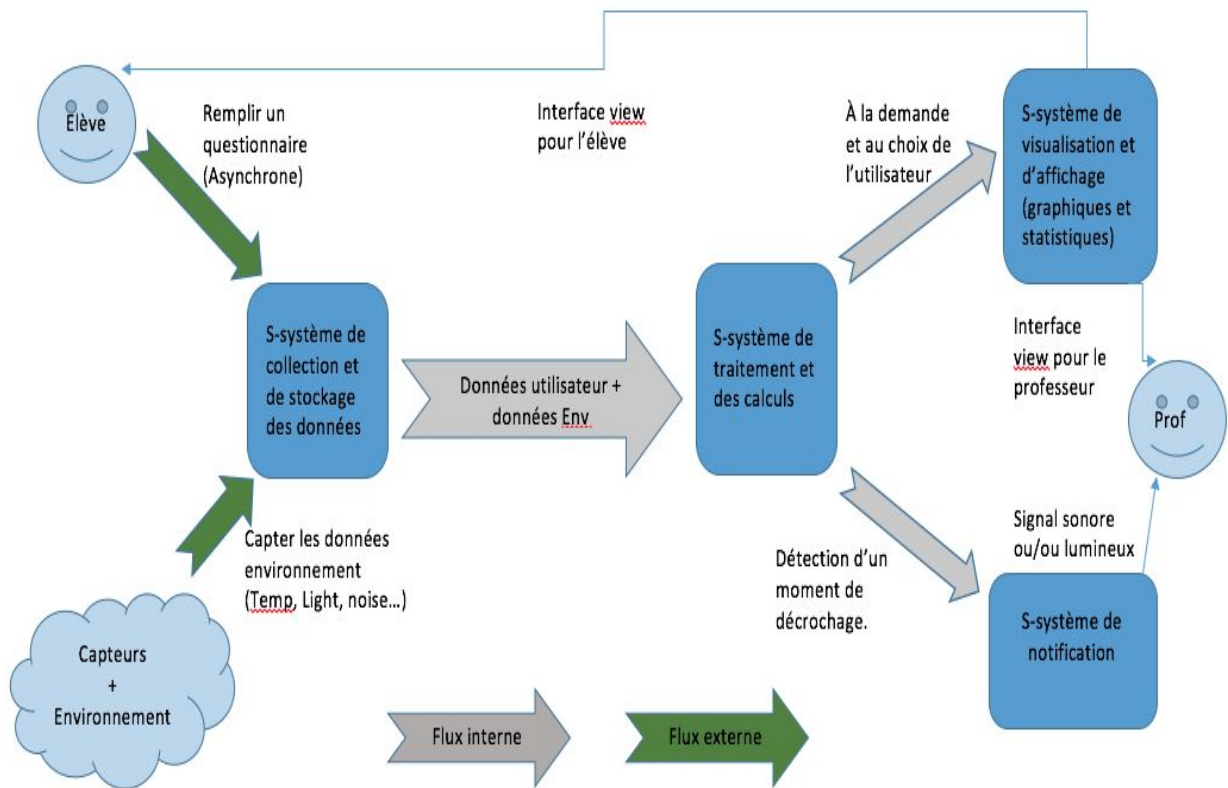 Elève
Remplir un
questionnaire
(Asynchrone)
Interface view
pour l'élève
À la demande
et au choix de
l'utilisateur
S-système de
visualisation et
d'affichage
(graphiques et
statistiques)
S-système de
collection et
de stockage
des données
Données utilisateur +
données Env
S-système de
traitement et
des calculs
Interface
view pour le
professeur
Prof
Capter les données
environnement
(Temp, Light, noise...)
Détection d'un
moment de
décrochage.
Signal sonore
ou/ou lumineux
S-système de
notification
Capteurs
+
Environnement
Flux interne
Flux externe